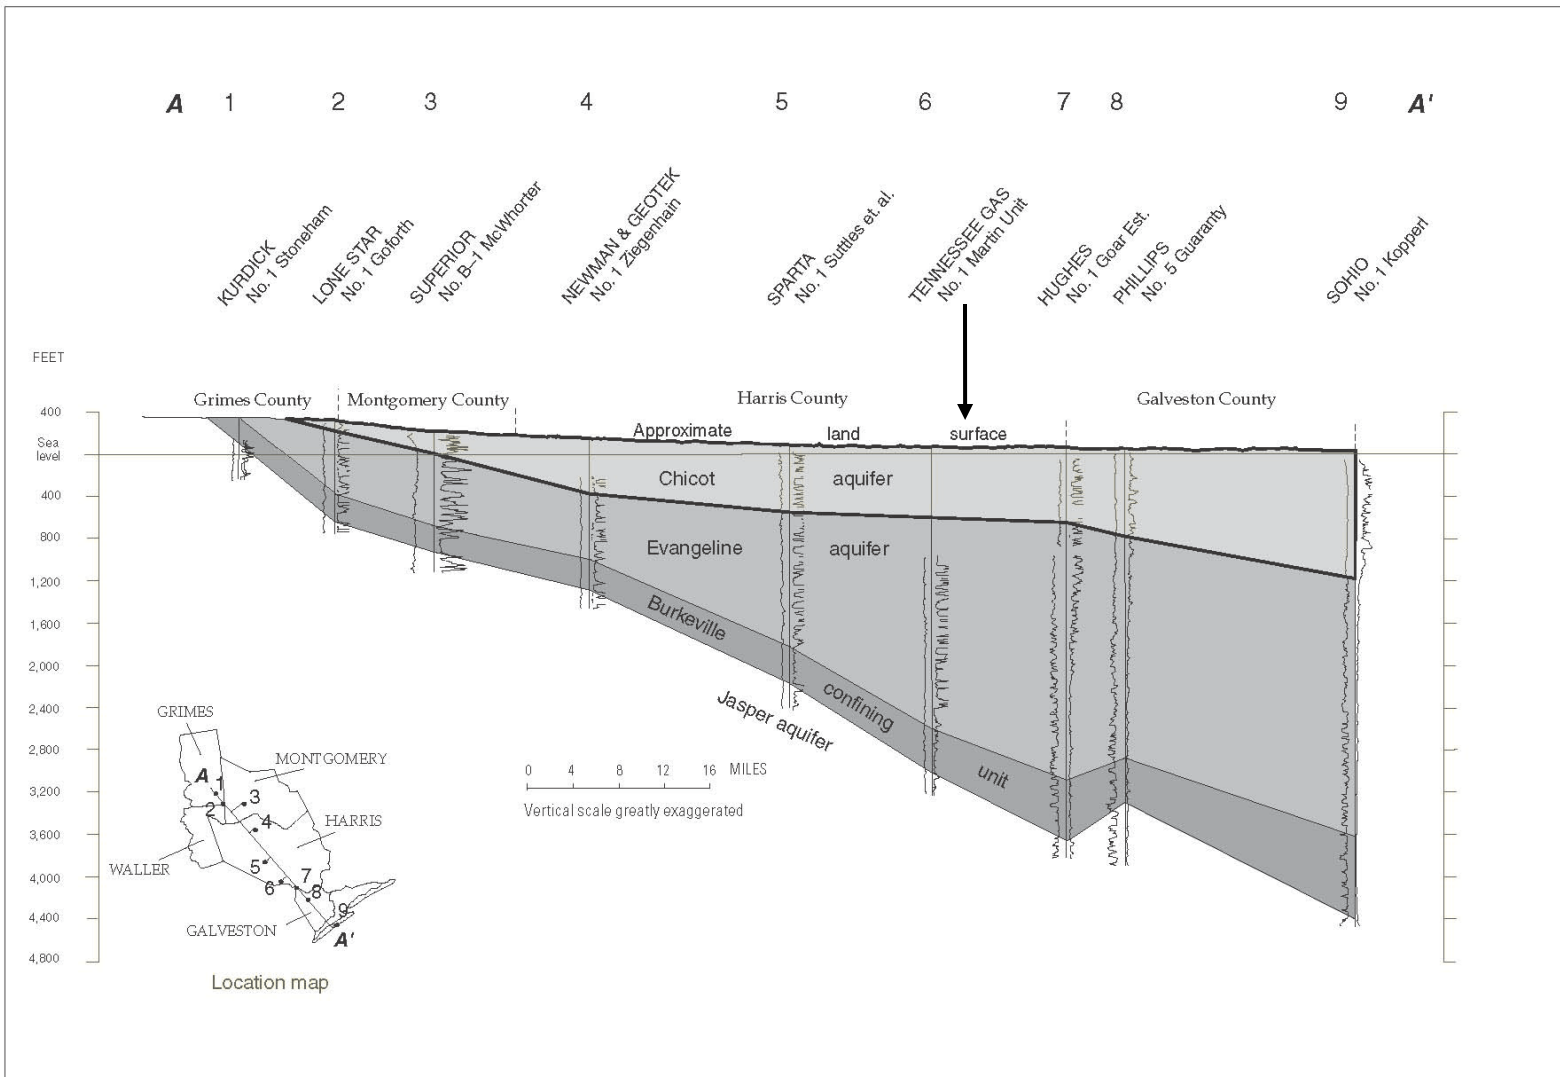 A 1 2 3 4 5 6 7 8 9 A'
KURDICK
No. 1 Stoneham
LONE STAR
No. 1 Goforth
SUPERIOR
No. B–1 McWhorter
NEWMAN & GEOTEK
No. 1 Ziegenhain
SPARTA
No. 1 Suttles et. al.
TENNESSEE GAS
No. 1 Martin Unit
HUGHES
No. 1 Goar Est.
PHILLIPS
No. 5 Guaranty
SOHIO
No. 1 Kopperl
FEET
Grimes County
Montgomery County
Harris County
Galveston County
400
Sea
level
400
800
1,200
1,600
2,000
2,400
2,800
3,200
3,600
4,000
4,400
4,800
Approximate land surface
Chicot aquifer
Evangeline aquifer
Burkeville confining unit
Jasper aquifer
0 4 8 12 16 MILES
Vertical scale greatly exaggerated
GRIMES
MONTGOMERY
A
1
2
3
4
HARRIS
WALLER
5
6
7
8
9
GALVESTON
A'
Location map